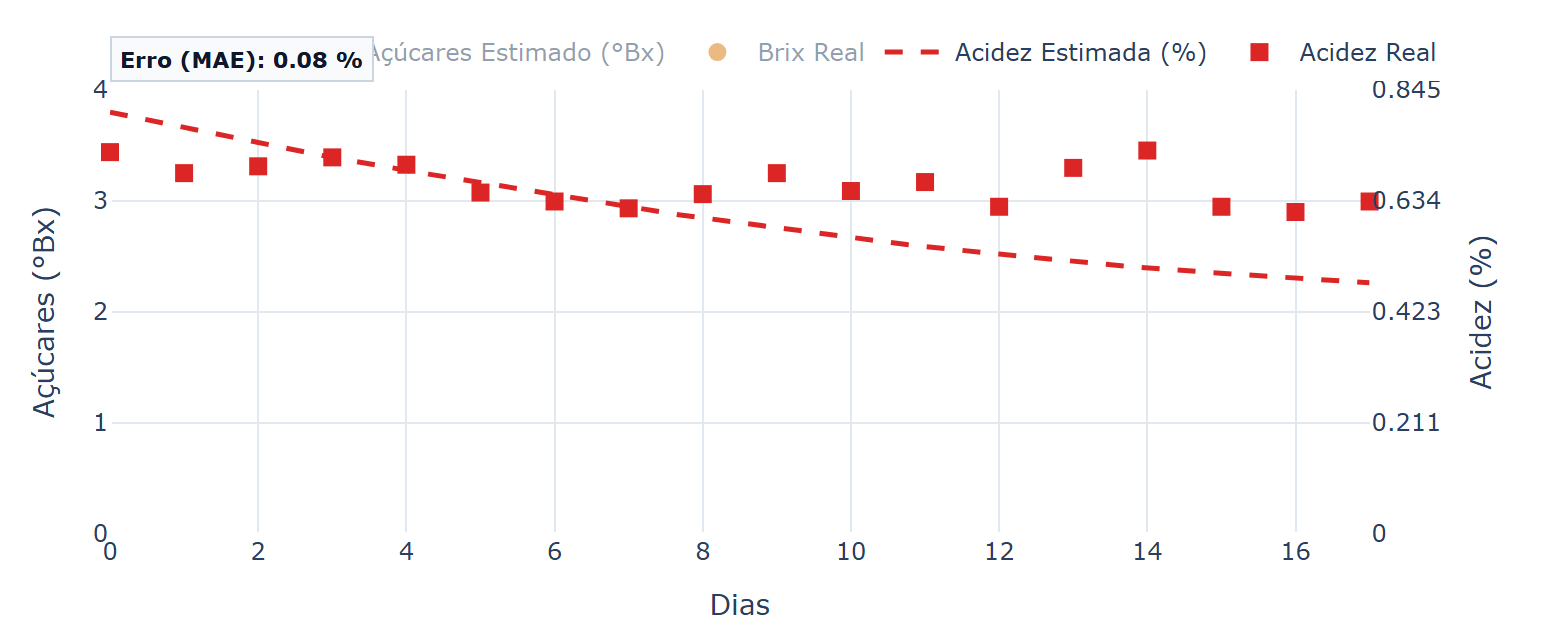 Erro (MAE): 0.08 %
Açúcares Estimado (°Bx) Brix Real Acidez Estimada (%) Acidez Real
4 0.845
3 0.634
2 0.423
1 0.211
0 0
0 2 4 6 8 10 12 14 16
Açúcares (°Bx)
Acidez (%)
Dias